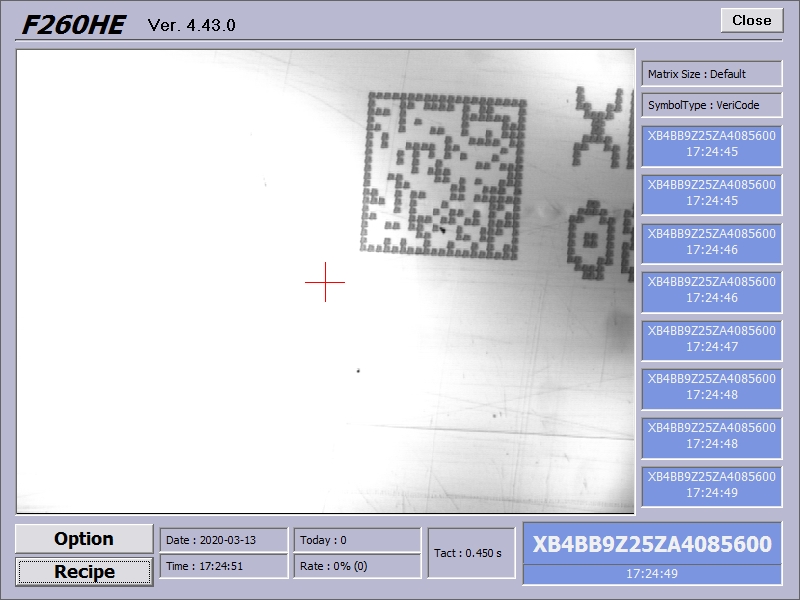 F260HE Ver. 4.43.0
Close
Matrix Size : Default
SymbolType : VeriCode
XB4BB9Z25ZA4085600
17:24:45
XB4BB9Z25ZA4085600
17:24:45
XB4BB9Z25ZA4085600
17:24:46
XB4BB9Z25ZA4085600
17:24:46
XB4BB9Z25ZA4085600
17:24:47
XB4BB9Z25ZA4085600
17:24:48
XB4BB9Z25ZA4085600
17:24:48
XB4BB9Z25ZA4085600
17:24:49
X
0
Option
Recipe
Date : 2020-03-13
Time : 17:24:51
Today : 0
Rate : 0% (0)
Tact : 0.450 s
XB4BB9Z25ZA4085600
17:24:49